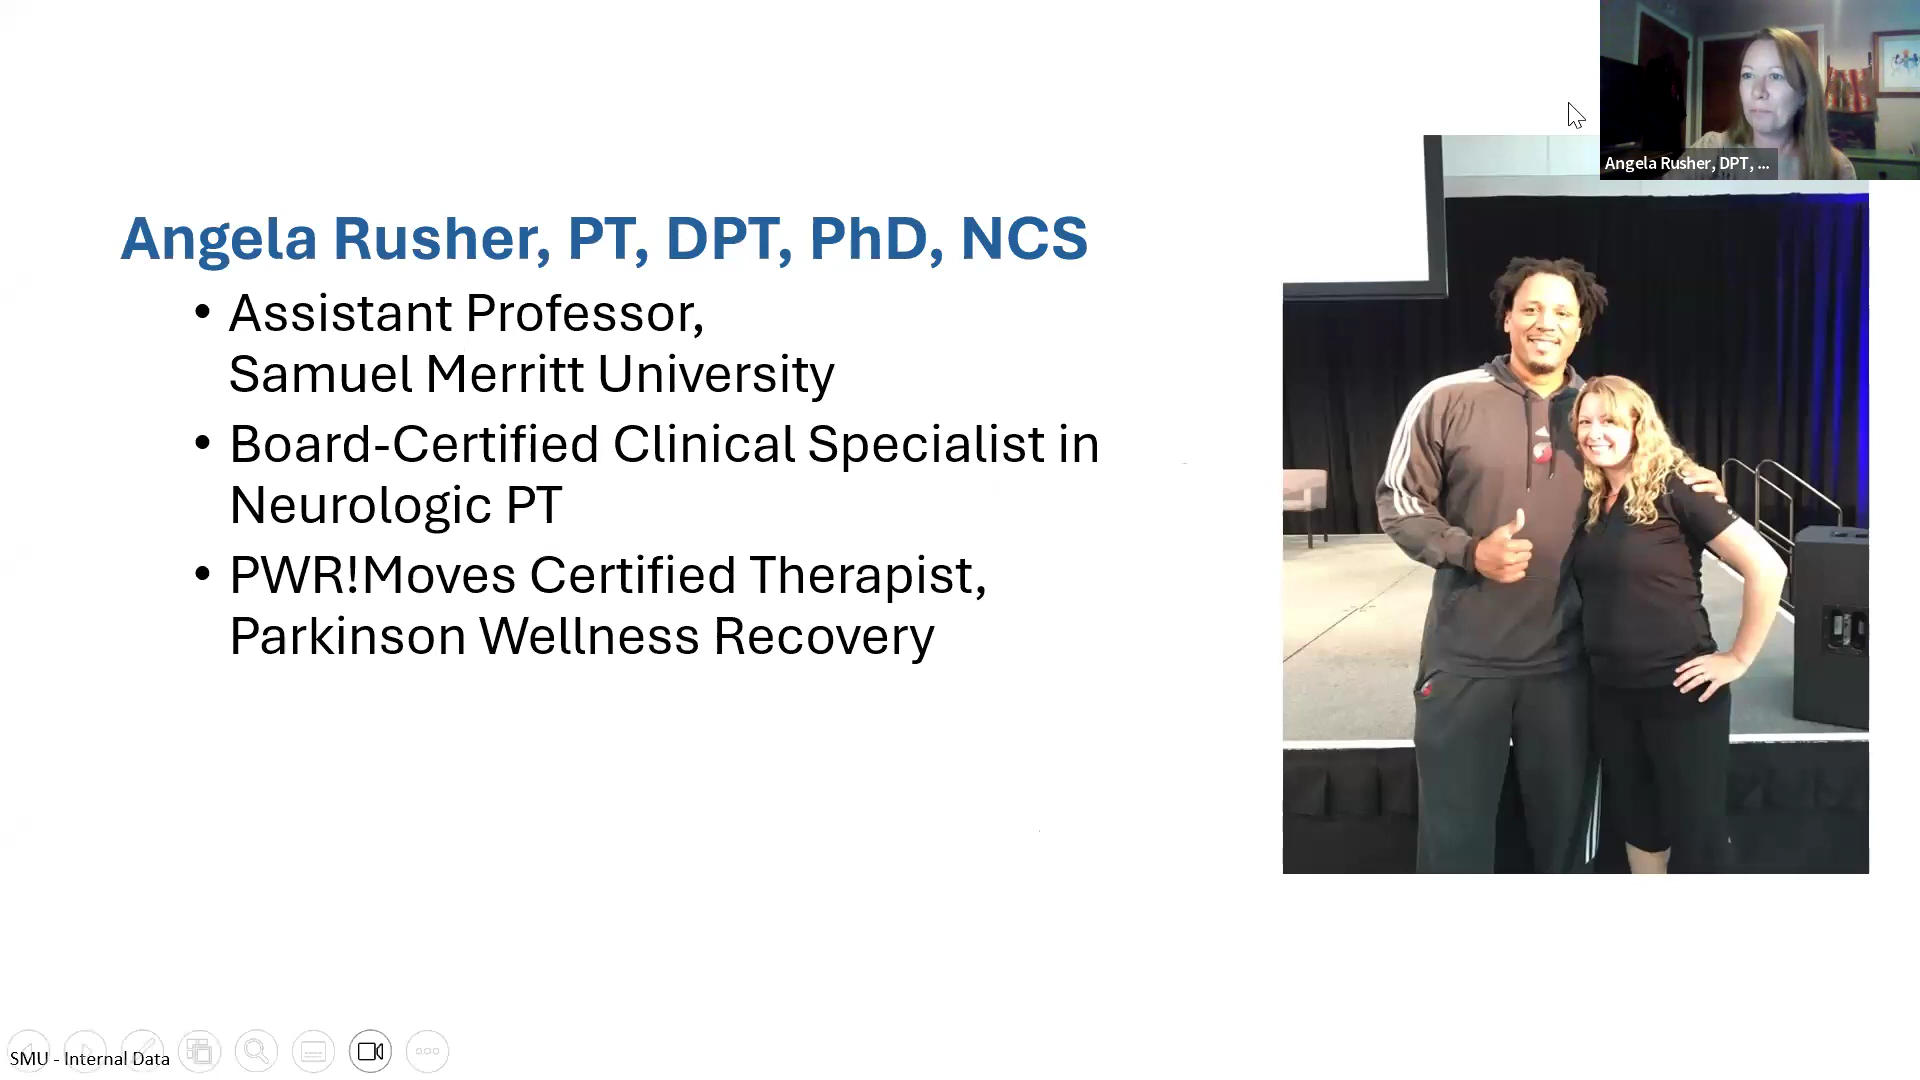 Angela Rusher, DPT, ...
Angela Rusher, PT, DPT, PhD, NCS
• Assistant Professor,
Samuel Merritt University
• Board-Certified Clinical Specialist in
Neurologic PT
• PWR!Moves Certified Therapist,
Parkinson Wellness Recovery
SMU - Internal Data